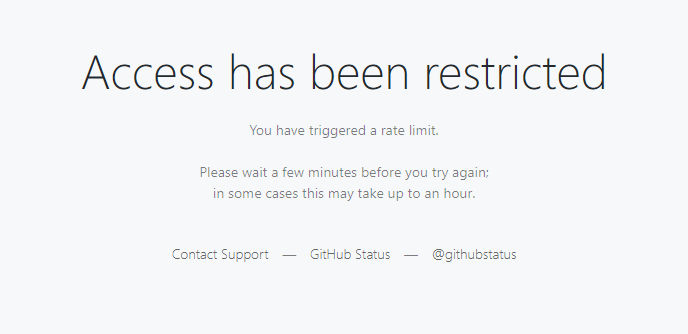 Access has been restricted
You have triggered a rate limit.
Please wait a few minutes before you try again;
in some cases this may take up to an hour.
Contact Support — GitHub Status — @githubstatus